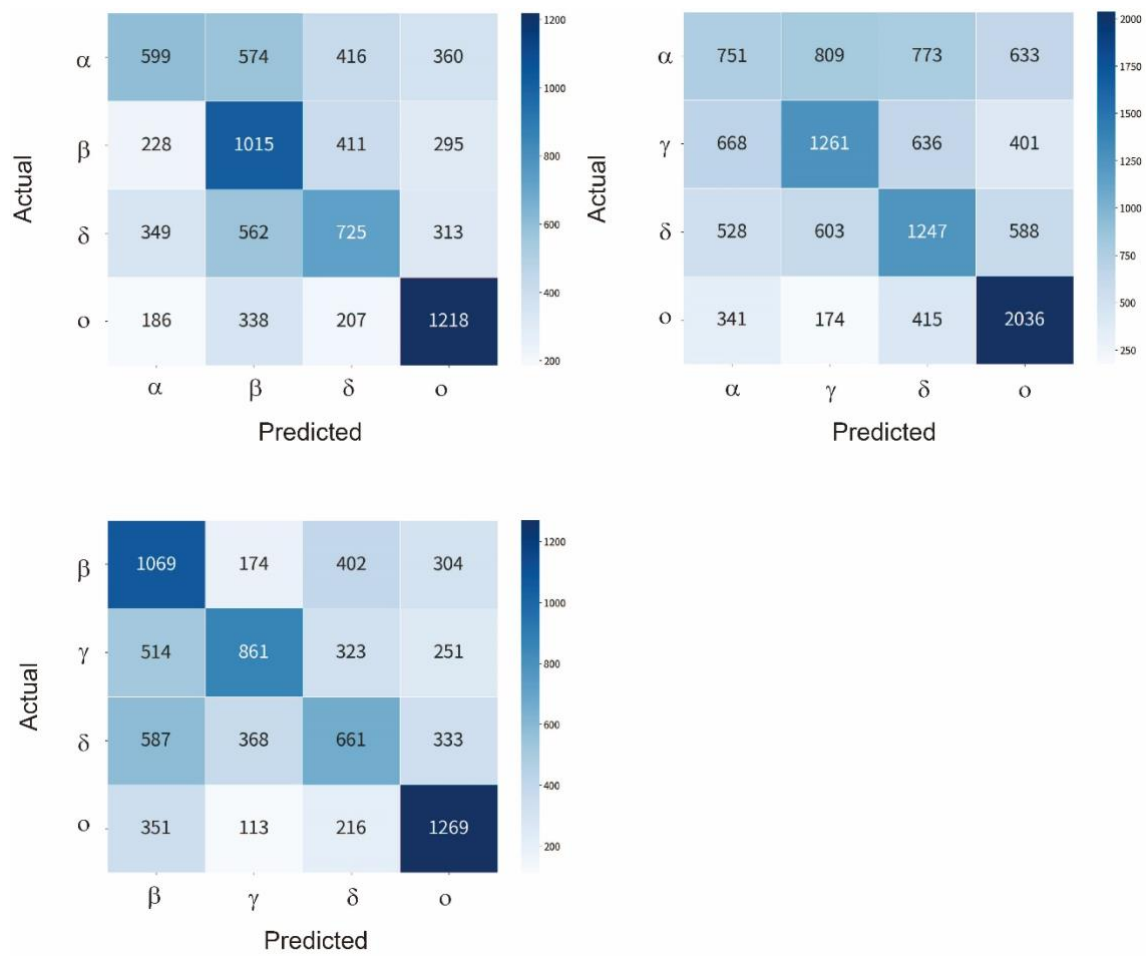 α 599 574 416 360
β 228 1015 411 295
δ 349 562 725 313
ο 186 338 207 1218
α β δ ο
Predicted
Actual
1200
1000
800
600
400
200
α 751 809 773 633
γ 668 1261 636 401
δ 528 603 1247 588
ο 341 174 415 2036
α γ δ ο
Predicted
Actual
2000
1750
1500
1250
1000
750
500
250
β 1069 174 402 304
γ 514 861 323 251
δ 587 368 661 333
ο 351 113 216 1269
β γ δ ο
Predicted
Actual
1200
1000
800
600
400
200